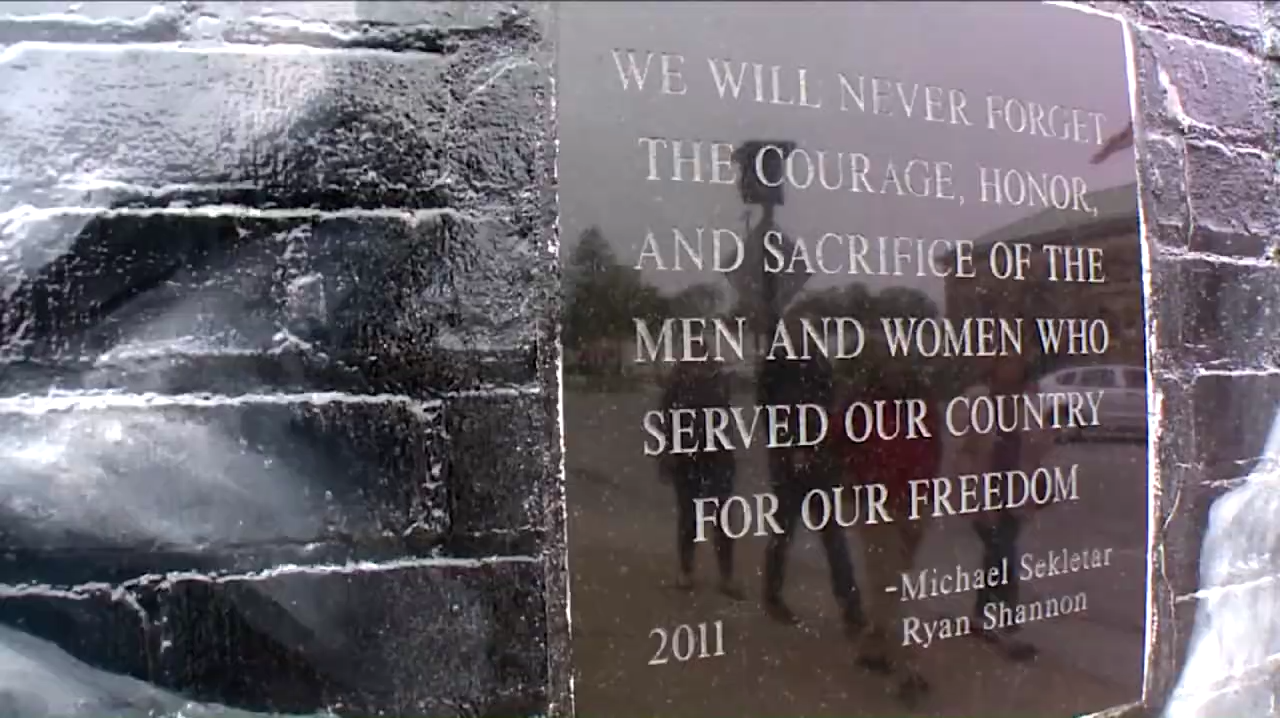 WE WILL NEVER FORGET
THE COURAGE, HONOR,
AND SACRIFICE OF THE
MEN AND WOMEN WHO
SERVED OUR COUNTRY
FOR OUR FREEDOM
-Michael Sekletar
Ryan Shannon
2011